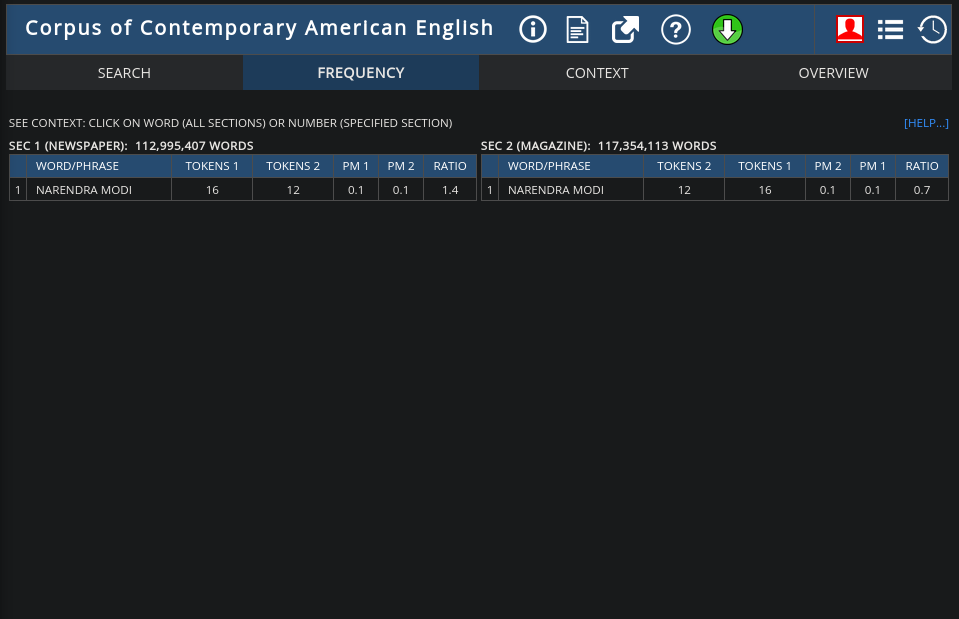 Corpus of Contemporary American English
SEARCH FREQUENCY CONTEXT OVERVIEW
SEE CONTEXT: CLICK ON WORD (ALL SECTIONS) OR NUMBER (SPECIFIED SECTION) [HELP...]
SEC 1 (NEWSPAPER): 112,995,407 WORDS
WORD/PHRASE TOKENS 1 TOKENS 2 PM 1 PM 2 RATIO
1 NARENDRA MODI 16 12 0.1 0.1 1.4
SEC 2 (MAGAZINE): 117,354,113 WORDS
WORD/PHRASE TOKENS 2 TOKENS 1 PM 2 PM 1 RATIO
1 NARENDRA MODI 12 16 0.1 0.1 0.7